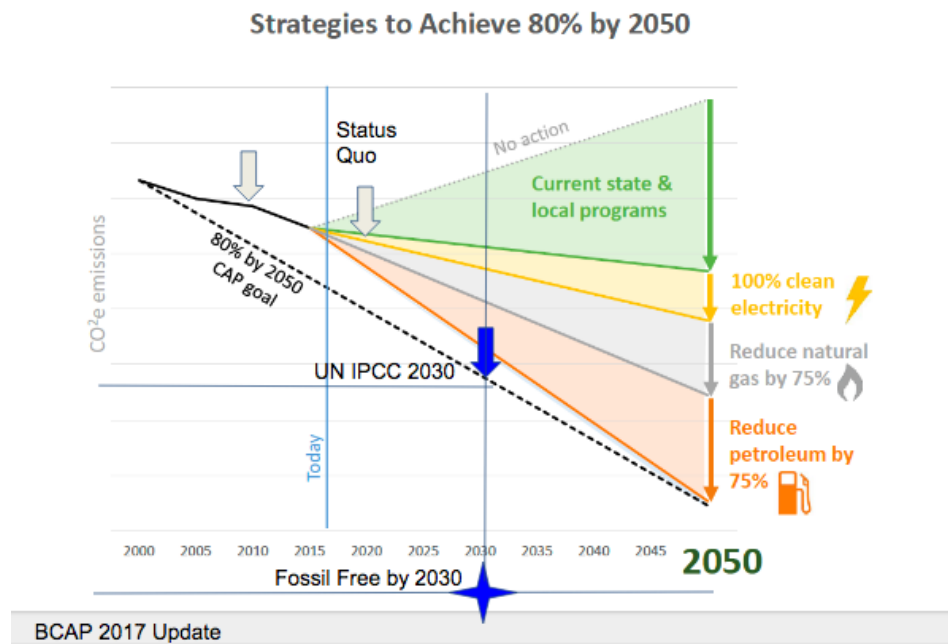 Strategies to Achieve 80% by 2050
Status
Quo
No action
Current state &
local programs
80% by 2050
CAP goal
CO²e emissions
100% clean
electricity
UN IPCC 2030
Reduce natural
gas by 75%
Reduce
petroleum by
75%
Today
2000 2005 2010 2015 2020 2025 2030 2035 2040 2045 2050
Fossil Free by 2030
BCAP 2017 Update